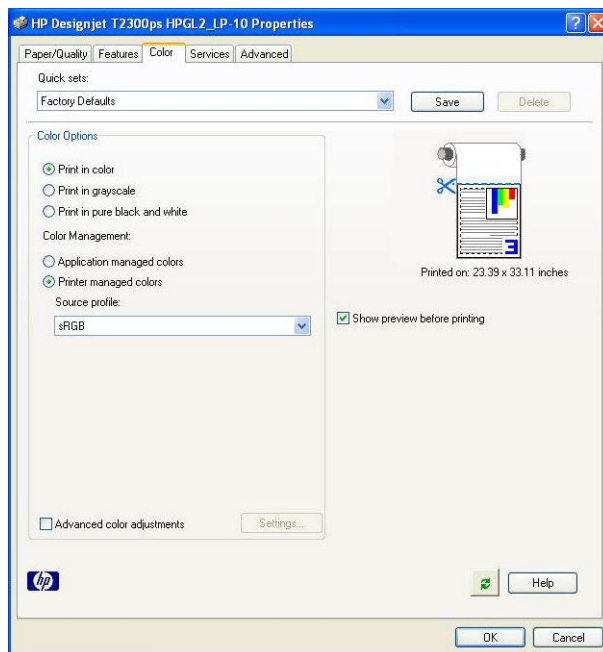 HP Designjet T2300ps HPGL2_LP-10 Properties
Paper/Quality Features Color Services Advanced
Quick sets:
Factory Defaults
Save
Delete
Color Options
Print in color
Print in grayscale
Print in pure black and white
Color Management:
Application managed colors
Printer managed colors
Source profile:
sRGB
Printed on: 23.39 x 33.11 inches
Show preview before printing
Advanced color adjustments
Settings...
hp
Help
OK
Cancel